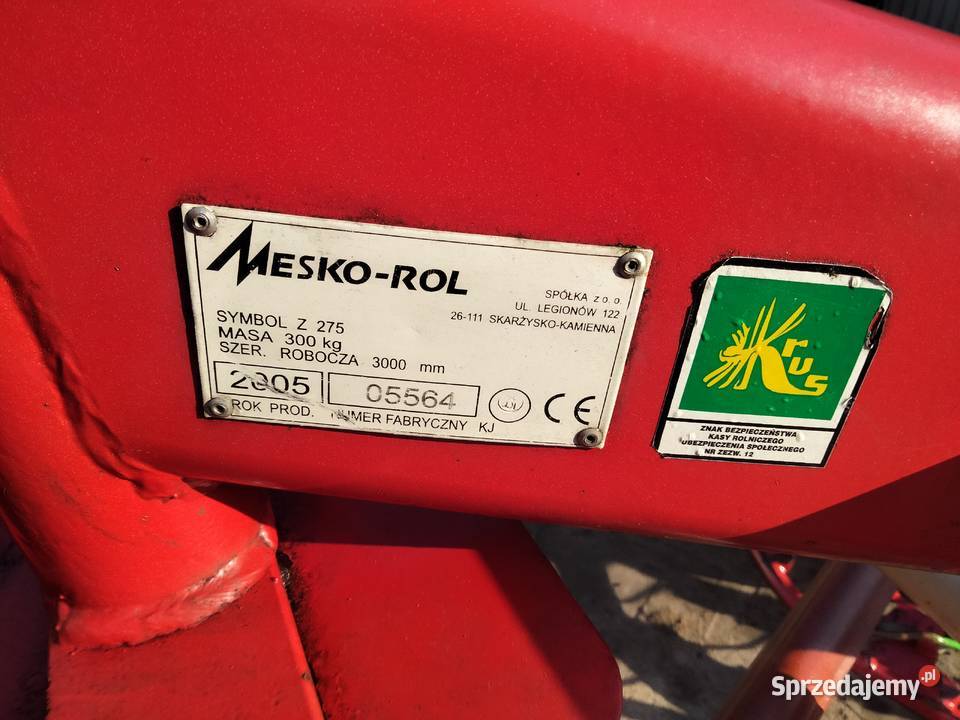 MESKO-ROL
SPÓŁKA z o. o.
UL. LEGIONÓW 122
26-111 SKARŻYSKO-KAMIENNA
SYMBOL Z 275
MASA 300 kg
SZER. ROBOCZA 3000 mm
2005 05564
ROK PROD. NUMER FABRYCZNY KJ CE
Krus
ZNAK BEZPIECZEŃSTWA
KASY ROLNICZEGO
UBEZPIECZENIA SPOŁECZNEGO
NR ZEZW. 12
Sprzedajemy.pl